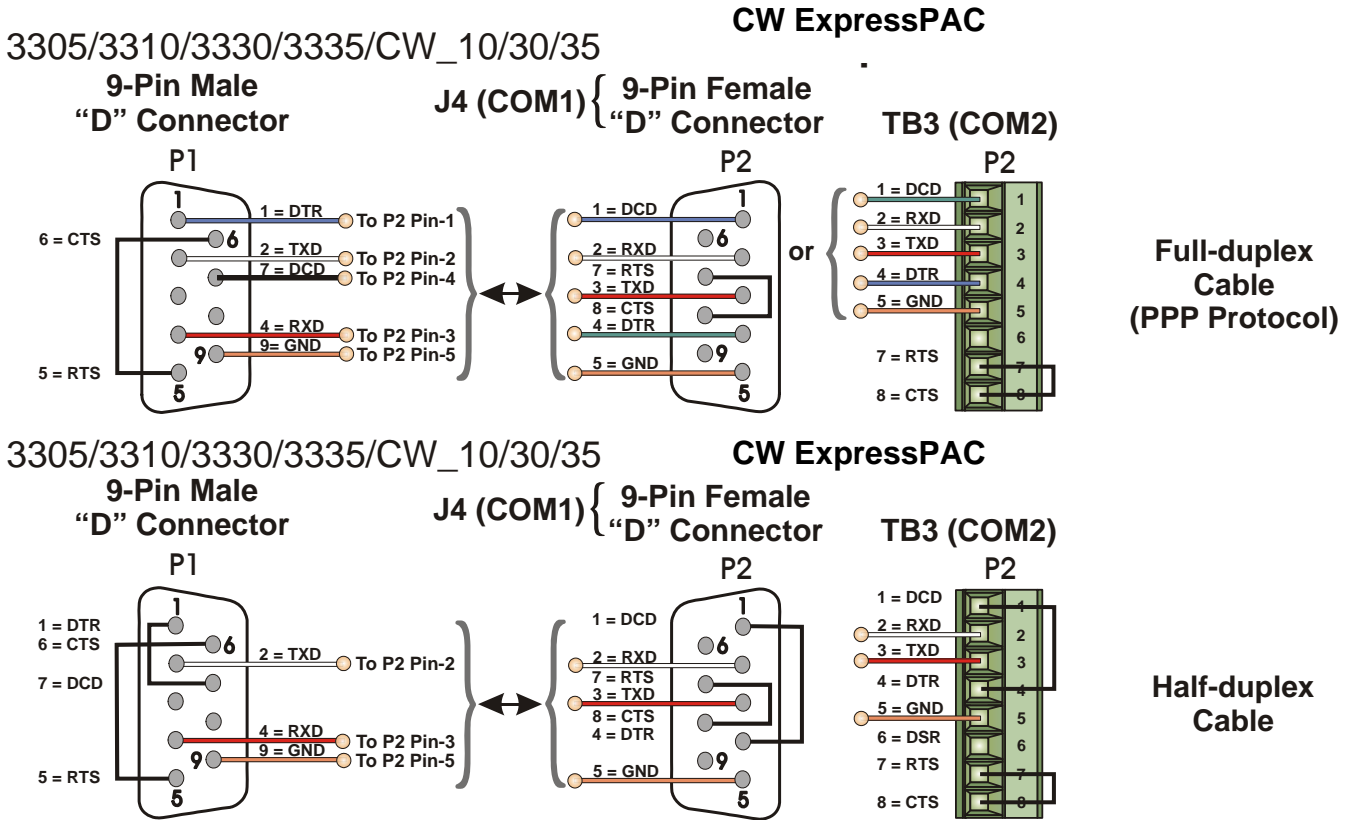 CW ExpressPAC
3305/3310/3330/3335/CW_10/30/35
9-Pin Male
“D” Connector
J4 (COM1) {
9-Pin Female
“D” Connector
TB3 (COM2)
P1
P2
P2
1
6
9
5
6 = CTS
5 = RTS
1 = DTR
2 = TXD
7 = DCD
4 = RXD
9= GND
To P2 Pin-1
To P2 Pin-2
To P2 Pin-4
To P2 Pin-3
To P2 Pin-5
1 = DCD
2 = RXD
7 = RTS
3 = TXD
8 = CTS
4 = DTR
5 = GND
1
6
9
5
or
1 = DCD
2 = RXD
3 = TXD
4 = DTR
5 = GND
7 = RTS
8 = CTS
1
2
3
4
5
6
7
8
Full-duplex
Cable
(PPP Protocol)
3305/3310/3330/3335/CW_10/30/35
CW ExpressPAC
9-Pin Male
“D” Connector
J4 (COM1) {
9-Pin Female
“D” Connector
TB3 (COM2)
P1
P2
P2
1 = DTR
6 = CTS
7 = DCD
5 = RTS
1
6
9
5
2 = TXD
4 = RXD
9 = GND
To P2 Pin-2
To P2 Pin-3
To P2 Pin-5
1 = DCD
2 = RXD
7 = RTS
3 = TXD
8 = CTS
4 = DTR
5 = GND
1
6
9
5
1 = DCD
2 = RXD
3 = TXD
4 = DTR
5 = GND
6 = DSR
7 = RTS
8 = CTS
1
2
3
4
5
6
7
8
Half-duplex
Cable